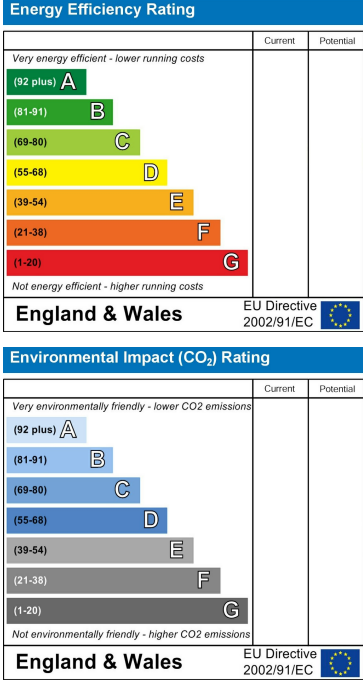 Energy Efficiency Rating
Current Potential
Very energy efficient - lower running costs
(92 plus) A
(81-91) B
(69-80) C
(55-68) D
(39-54) E
(21-38) F
(1-20) G
Not energy efficient - higher running costs
England & Wales
EU Directive
2002/91/EC
Environmental Impact (CO₂) Rating
Current Potential
Very environmentally friendly - lower CO2 emissions
(92 plus) A
(81-91) B
(69-80) C
(55-68) D
(39-54) E
(21-38) F
(1-20) G
Not environmentally friendly - higher CO2 emissions
England & Wales
EU Directive
2002/91/EC